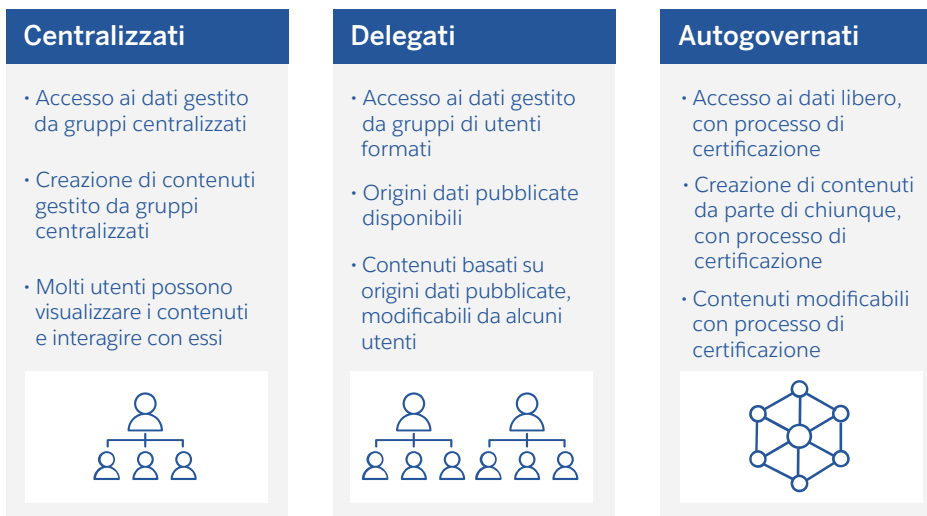 Centralizzati
• Accesso ai dati gestito
da gruppi centralizzati
• Creazione di contenuti
gestito da gruppi
centralizzati
• Molti utenti possono
visualizzare i contenuti
e interagire con essi
Delegati
• Accesso ai dati gestito
da gruppi di utenti
formati
• Origini dati pubblicate
disponibili
• Contenuti basati su
origini dati pubblicate,
modificabili da alcuni
utenti
Autogovernati
• Accesso ai dati libero,
con processo di
certificazione
• Creazione di contenuti
da parte di chiunque,
con processo di
certificazione
• Contenuti modificabili
con processo di
certificazione